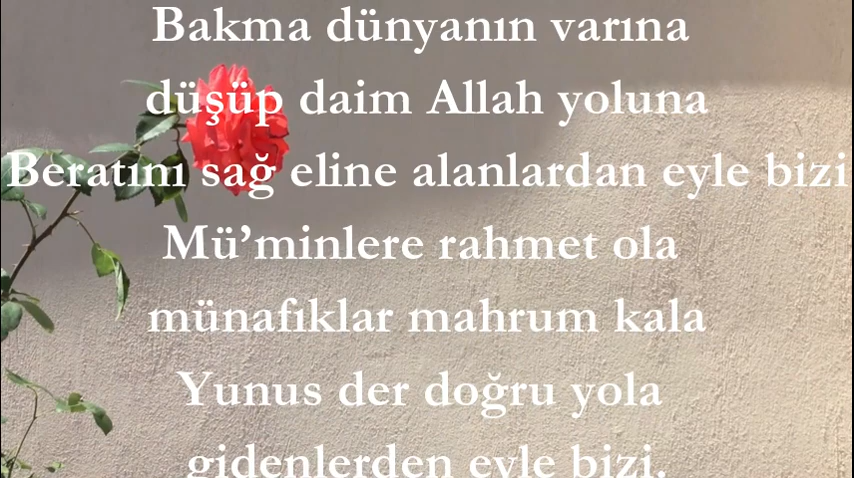 Bakma dünyanın varına
düşüp daim Allah yoluna
Beratını sağ eline alanlardan eyle bizi
Mü’minlere rahmet ola
münafıklar mahrum kala
Yunus der doğru yola
gidenlerden eyle bizi.